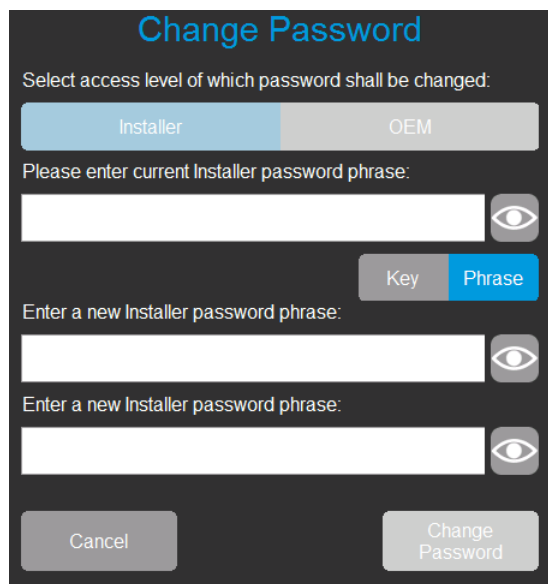 Change Password
Select access level of which password shall be changed:
Installer OEM
Please enter current Installer password phrase:
Key Phrase
Enter a new Installer password phrase:
Enter a new Installer password phrase:
Cancel
Change
Password